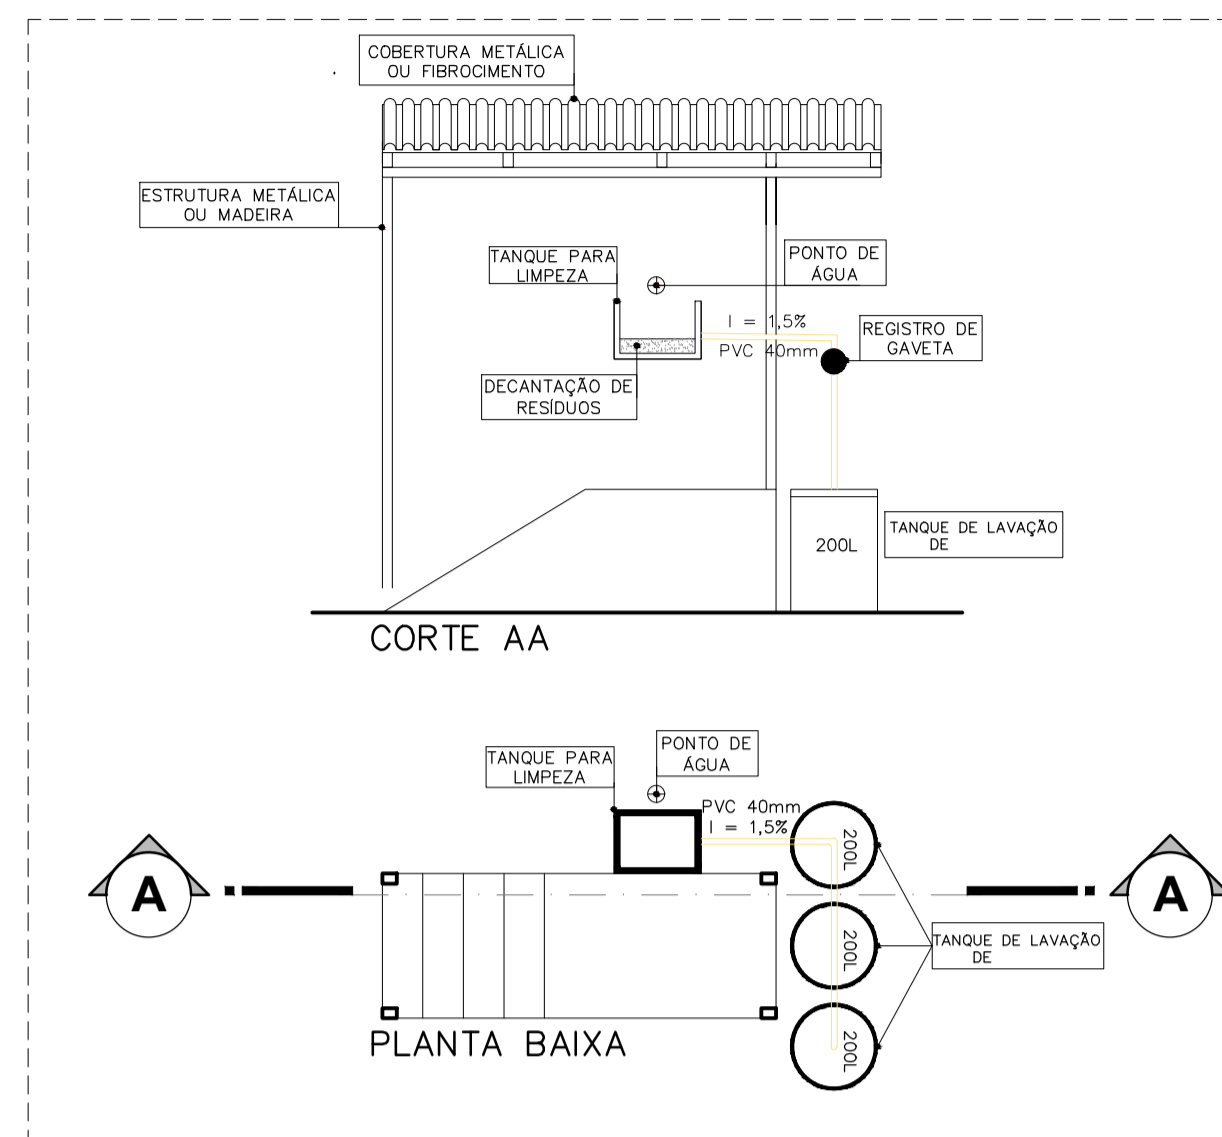 COBERTURA METÁLICA
OU FIBROCIMENTO
ESTRUTURA METÁLICA
OU MADEIRA
TANQUE PARA
LIMPEZA
PONTO DE
ÁGUA
I = 1,5%
PVC 40mm
REGISTRO DE
GAVETA
DECANTAÇÃO DE
RESÍDUOS
200L
TANQUE DE LAVAÇÃO
DE
CORTE AA
TANQUE PARA
LIMPEZA
PONTO DE
ÁGUA
PVC 40mm
I = 1,5%
200L
A
A
200L
TANQUE DE LAVAÇÃO
DE
200L
PLANTA BAIXA